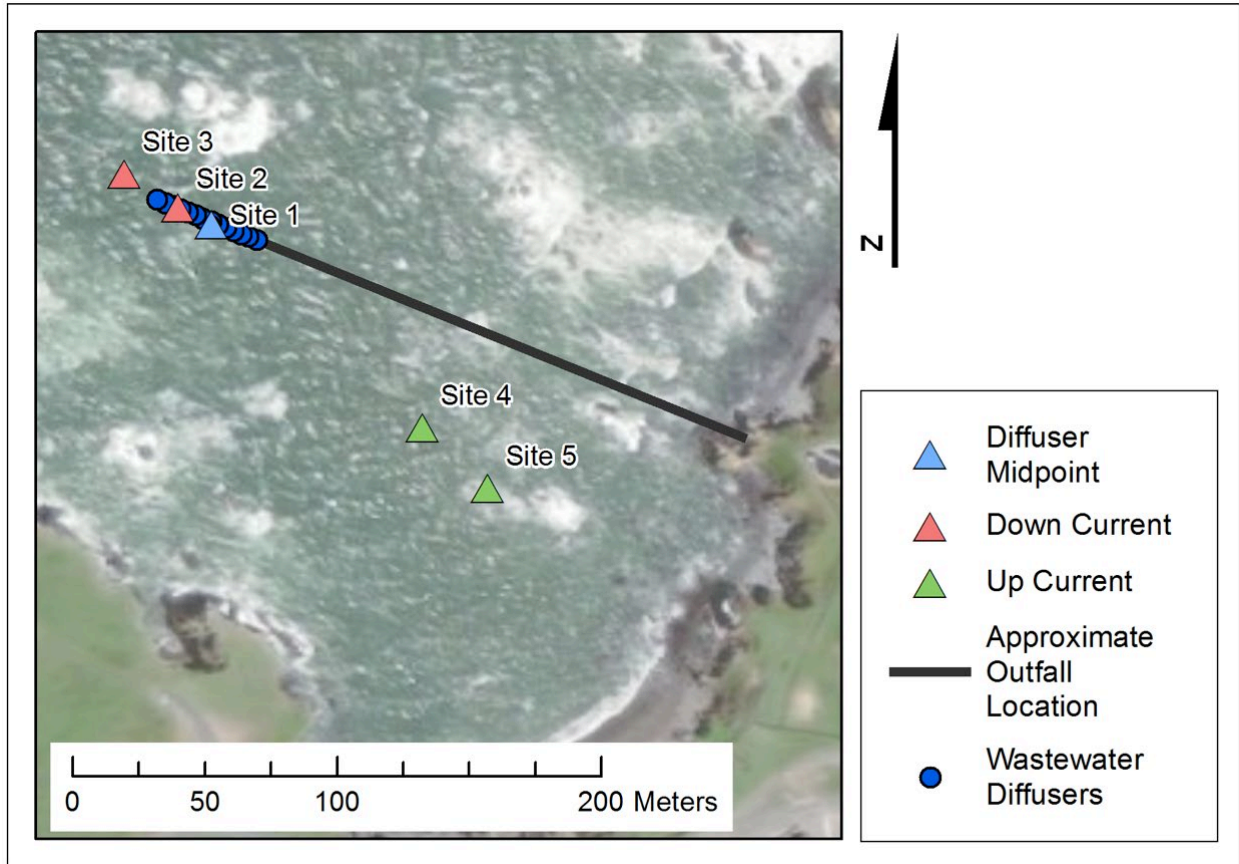 Site 3
Site 2
Site 1
Site 4
Site 5
0 50 100 200 Meters
N
Diffuser
Midpoint
Down Current
Up Current
Approximate
Outfall
Location
Wastewater
Diffusers